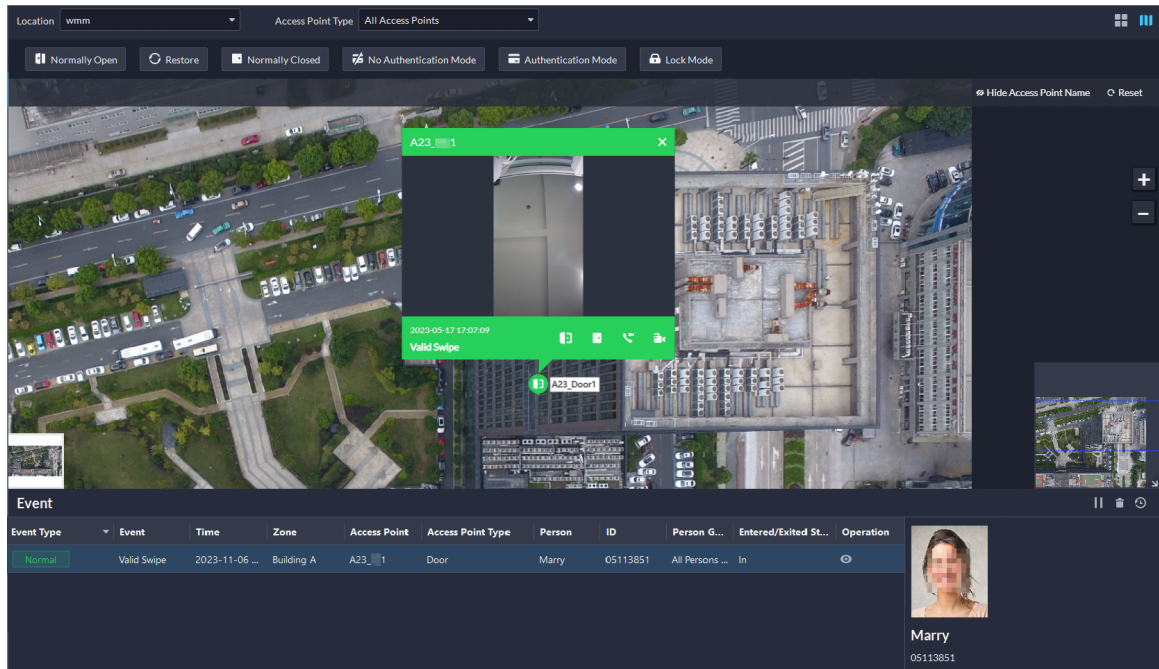 Location wmm Access Point Type All Access Points
Normally Open Restore Normally Closed No Authentication Mode Authentication Mode Lock Mode
Hide Access Point Name Reset
A23_ 1
2023-05-17 17:07:09
Valid Swipe
A23_Door1
Event
Event Type Event Time Zone Access Point Access Point Type Person ID Person G... Entered/Exited St... Operation
Normal Valid Swipe 2023-11-06 ... Building A A23_ 1 Door Marry 05113851 All Persons ... In
Marry
05113851